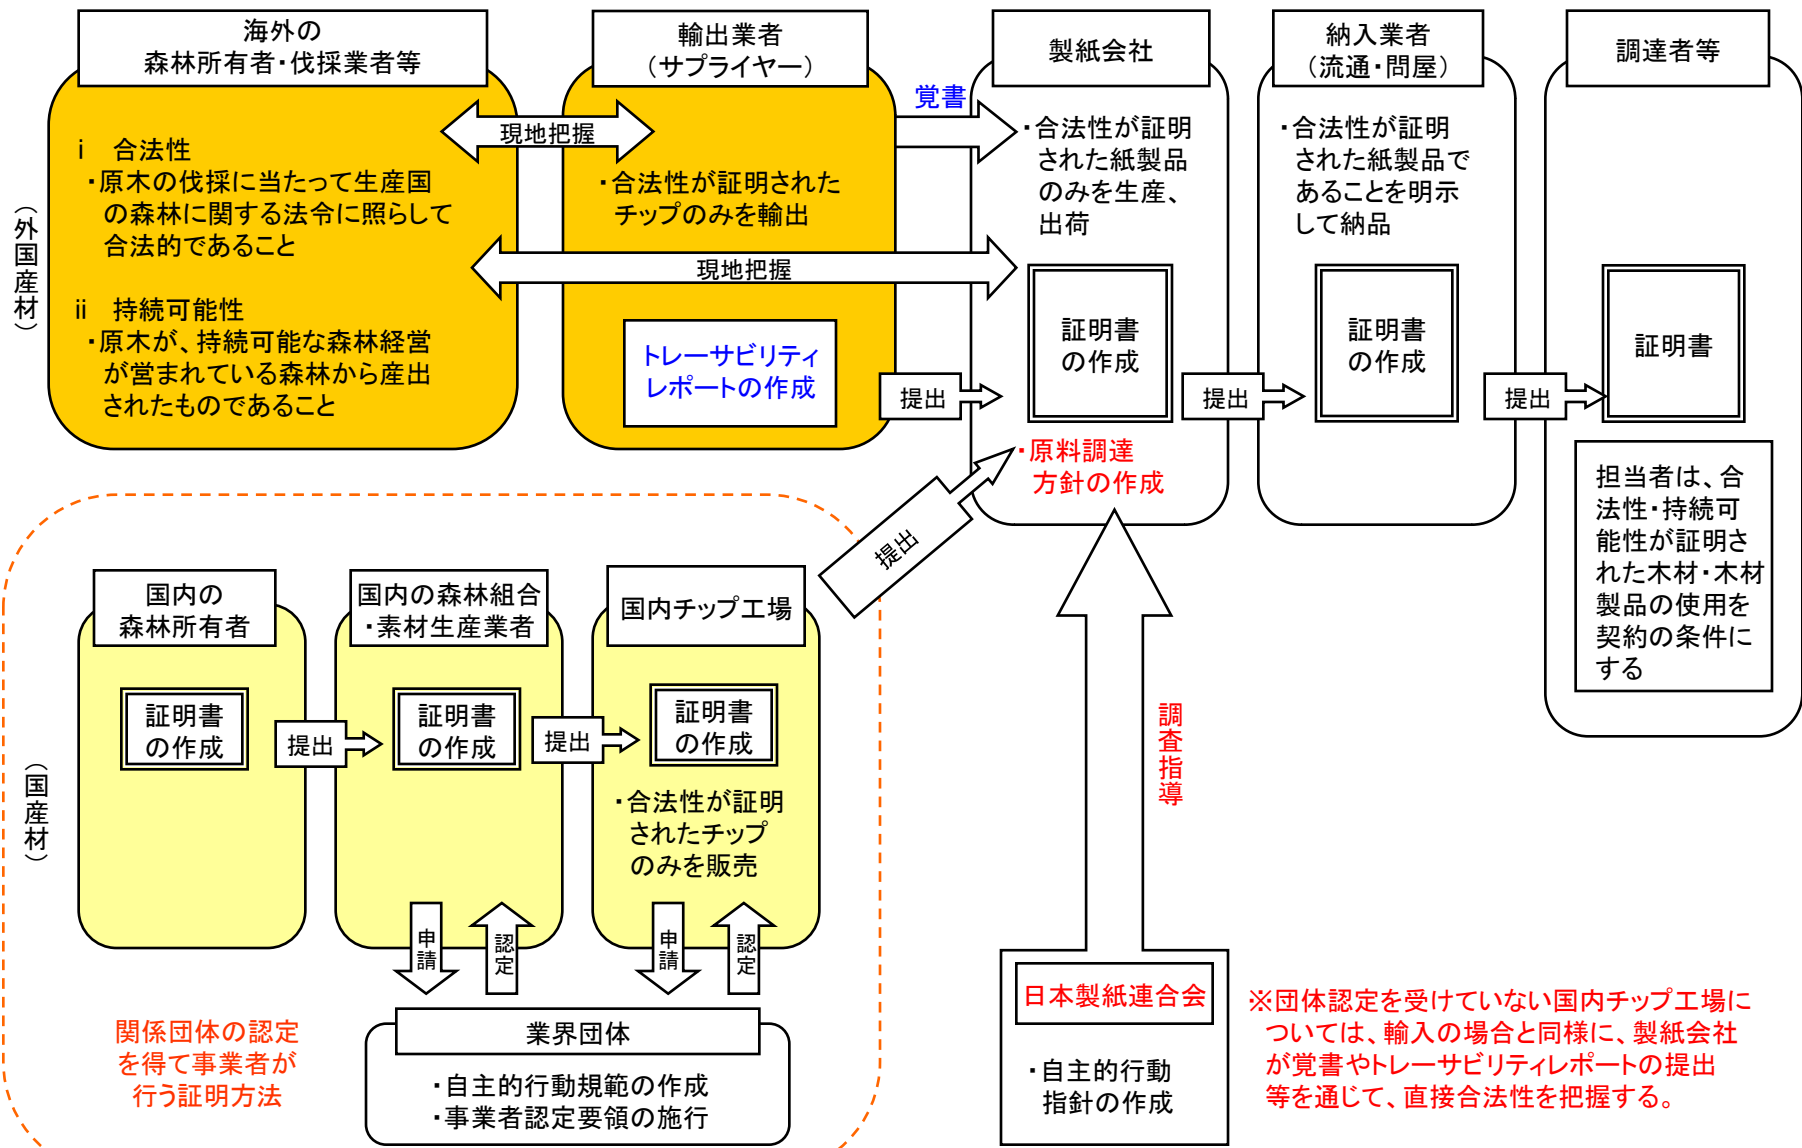 海外の
森林所有者・伐採業者等
輸出業者
（サプライヤー）
製紙会社
納入業者
（流通・問屋）
調達者等
（外国産材）
ⅰ　合法性
・原木の伐採に当たって生産国
の森林に関する法令に照らして
合法的であること
ⅱ　持続可能性
・原木が、持続可能な森林経営
が営まれている森林から産出
されたものであること
現地把握
・合法性が証明された
チップのみを輸出
現地把握
トレーサビリティ
レポートの作成
覚書
提出
・合法性が証明
された紙製品
のみを生産、
出荷
証明書
の作成
・原料調達
方針の作成
提出
・合法性が証明
された紙製品で
あることを明示
して納品
証明書
の作成
提出
証明書
担当者は、合
法性・持続可
能性が証明さ
れた木材・木材
製品の使用を
契約の条件に
する
（国産材）
国内の
森林所有者
証明書
の作成
提出
国内の森林組合
・素材生産業者
証明書
の作成
提出
国内チップ工場
証明書
の作成
・合法性が証明
されたチップ
のみを販売
提出
申請
認定
申請
認定
関係団体の認定
を得て事業者が
行う証明方法
業界団体
・自主的行動規範の作成
・事業者認定要領の施行
調査指導
日本製紙連合会
・自主的行動
指針の作成
※団体認定を受けていない国内チップ工場に
ついては、輸入の場合と同様に、製紙会社
が覚書やトレーサビリティレポートの提出
等を通じて、直接合法性を把握する。